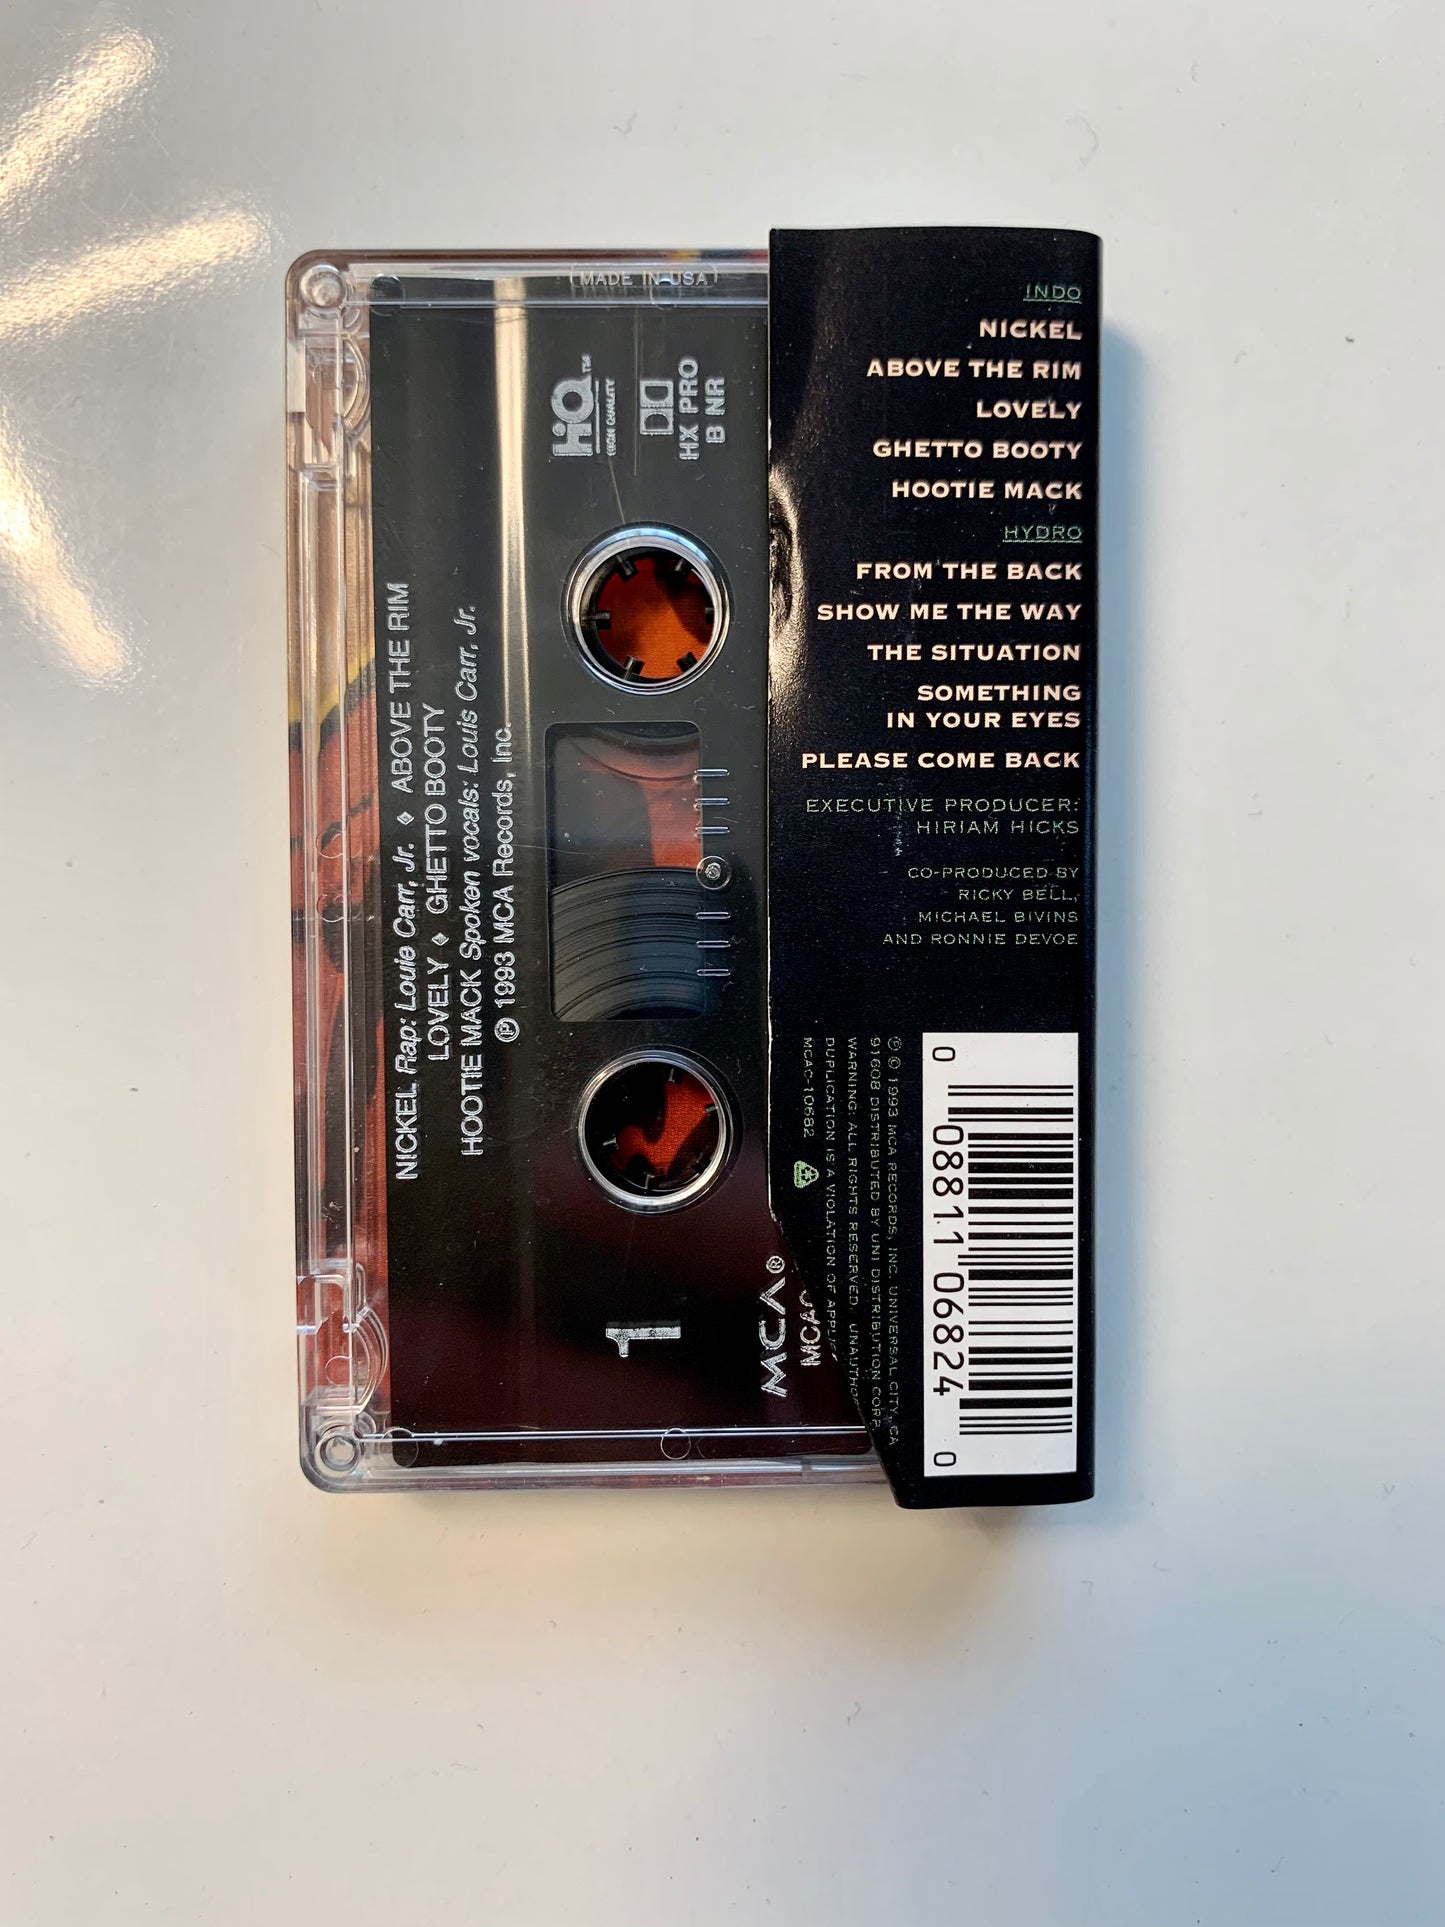 MADE IN USA
HQ™
HIGH QUALITY
HX PRO
B NR
NICKEL Rap: Louie Carr, Jr. ◆ ABOVE THE RIM
LOVELY ◆ GHETTO BOOTY
HOOTIE MACK Spoken vocals: Louis Carr, Jr.
℗ 1993 MCA Records, Inc.
1
MCA®
INDO
NICKEL
ABOVE THE RIM
LOVELY
GHETTO BOOTY
HOOTIE MACK
HYDRO
FROM THE BACK
SHOW ME THE WAY
THE SITUATION
SOMETHING
IN YOUR EYES
PLEASE COME BACK
EXECUTIVE PRODUCER:
HIRIAM HICKS
CO-PRODUCED BY
RICKY BELL,
MICHAEL BIVINS
AND RONNIE DEVOE
℗ © 1993 MCA RECORDS, INC. UNIVERSAL CITY, CA
91608 DISTRIBUTED BY UNI DISTRIBUTION CORP.
WARNING: ALL RIGHTS RESERVED. UNAUTHO
DUPLICATION IS A VIOLATION OF APPLIC
MCAC-10682
0 08811 06824 0